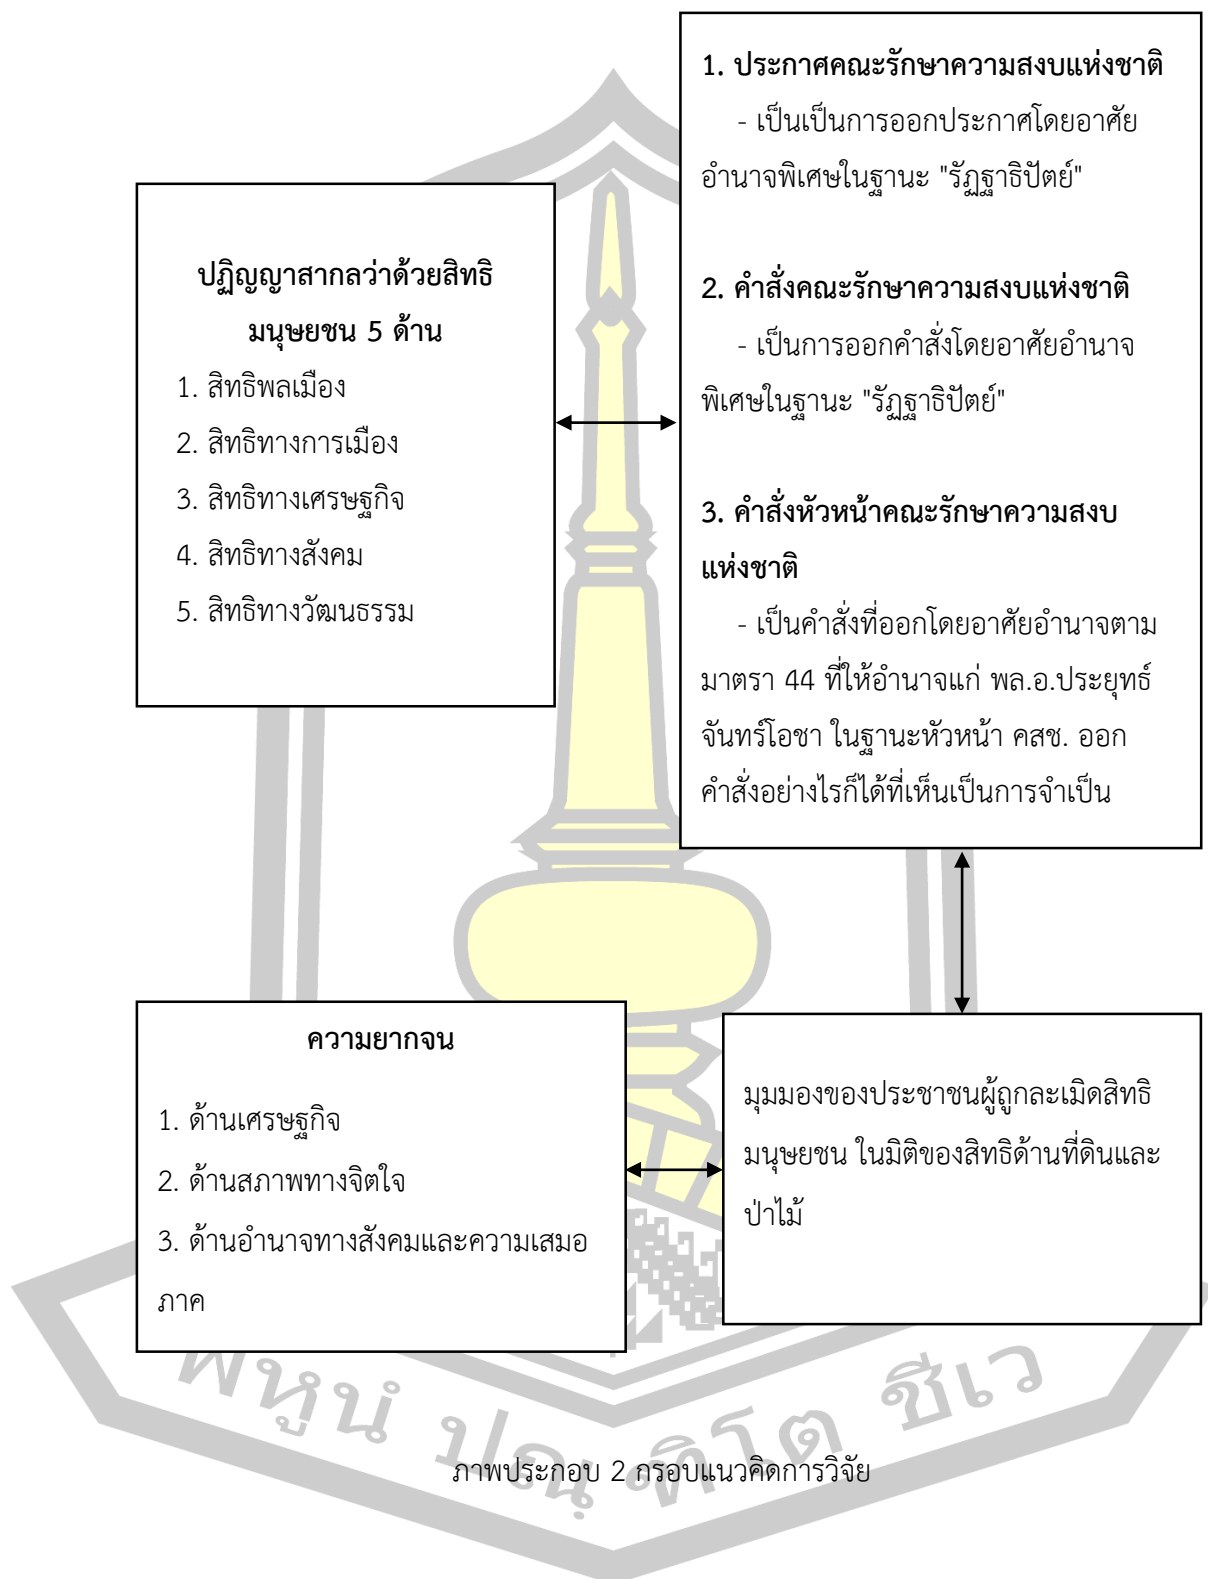 ปฏิญญาสากลว่าด้วยสิทธิ
มนุษยชน 5 ด้าน
1. สิทธิพลเมือง
2. สิทธิทางการเมือง
3. สิทธิทางเศรษฐกิจ
4. สิทธิทางสังคม
5. สิทธิทางวัฒนธรรม
1. ประกาศคณะรักษาความสงบแห่งชาติ
- เป็นเป็นการออกประกาศโดยอาศัย
อำนาจพิเศษในฐานะ "รัฏฐาธิปัตย์"
2. คำสั่งคณะรักษาความสงบแห่งชาติ
- เป็นการออกคำสั่งโดยอาศัยอำนาจ
พิเศษในฐานะ "รัฏฐาธิปัตย์"
3. คำสั่งหัวหน้าคณะรักษาความสงบ
แห่งชาติ
- เป็นคำสั่งที่ออกโดยอาศัยอำนาจตาม
มาตรา 44 ที่ให้อำนาจแก่ พล.อ.ประยุทธ์
จันทร์โอชา ในฐานะหัวหน้า คสช. ออก
คำสั่งอย่างไรก็ได้ที่เห็นเป็นการจำเป็น
ความยากจน
1. ด้านเศรษฐกิจ
2. ด้านสภาพทางจิตใจ
3. ด้านอำนาจทางสังคมและความเสมอ
ภาค
มุมมองของประชาชนผู้ถูกละเมิดสิทธิ
มนุษยชน ในมิติของสิทธิด้านที่ดินและ
ป่าไม้
พหูนํ ปณฺฑิโต ชีเว
ภาพประกอบ 2 กรอบแนวคิดการวิจัย